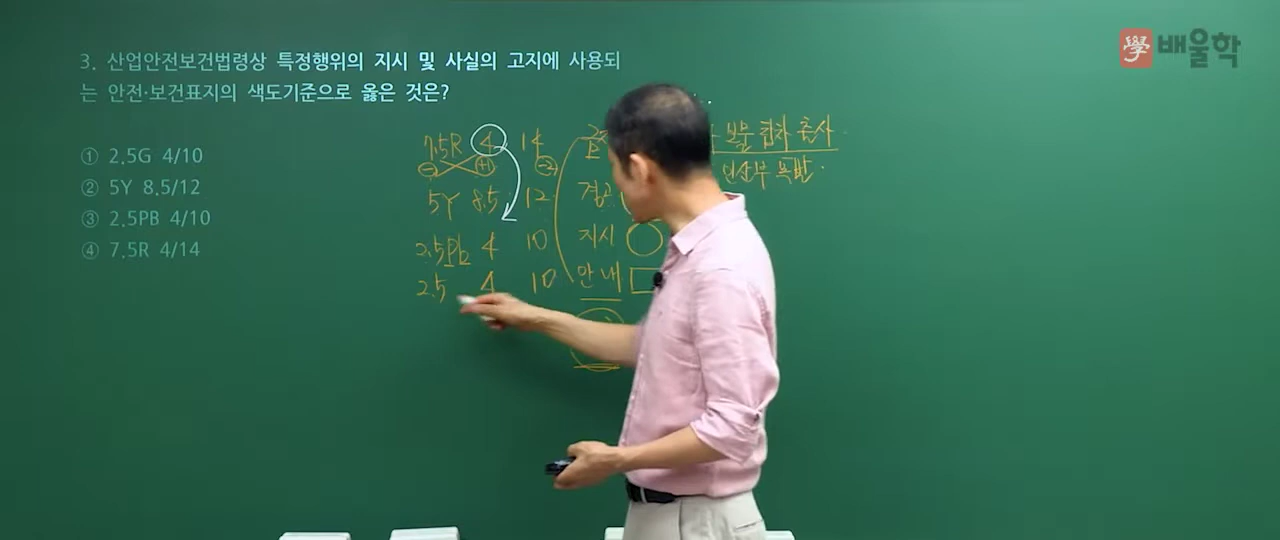 學 배울학
3. 산업안전보건법령상 특정행위의 지시 및 사실의 고지에 사용되
는 안전·보건표지의 색도기준으로 옳은 것은?
① 2.5G 4/10
② 5Y 8.5/12
③ 2.5PB 4/10
④ 7.5R 4/14
7.5R 4 14
- + -2
5Y 8.5 12 경고
2.5Pb 4 10 지시
2.5 4 10 안내